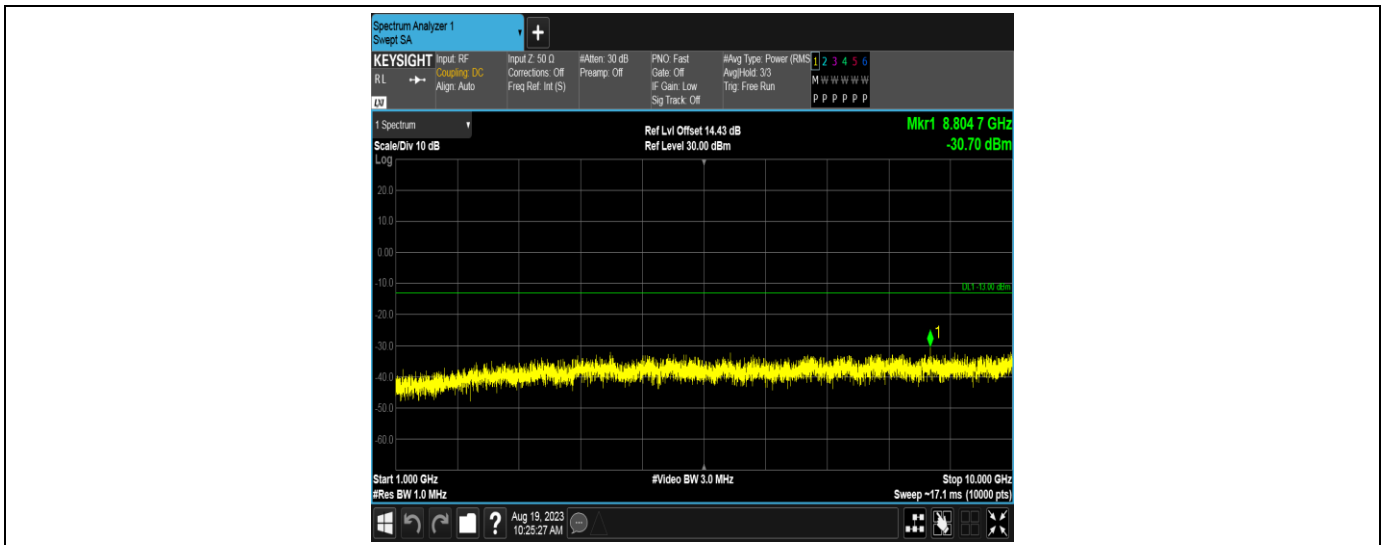 Spectrum Analyzer 1
Swept SA
+
KEYSIGHT
RL
LXI
Input: RF
Coupling: DC
Align: Auto
Input Z: 50 Ω
Corrections: Off
Freq Ref: Int (S)
#Atten: 30 dB
Preamp: Off
PNO: Fast
Gate: Off
IF Gain: Low
Sig Track: Off
#Avg Type: Power (RMS
Avg|Hold: 3/3
Trig: Free Run
1 2 3 4 5 6
M W W W W W
P P P P P P
1 Spectrum
Scale/Div 10 dB
Log
Ref Lvl Offset 14.43 dB
Ref Level 30.00 dBm
Mkr1 8.804 7 GHz
-30.70 dBm
20.0
10.0
0.00
-10.0
DL1 -13.00 dBm
-20.0
1
-30.0
-40.0
-50.0
-60.0
Start 1.000 GHz
#Res BW 1.0 MHz
#Video BW 3.0 MHz
Stop 10.000 GHz
Sweep ~17.1 ms (10000 pts)
?
Aug 19, 2023
10:25:27 AM